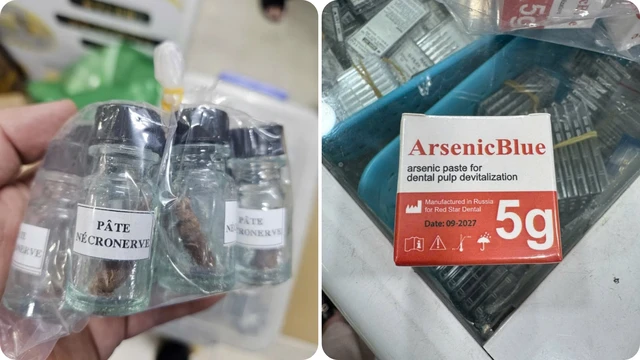 PÂTE
NÉCRONERVE
PÂTE
NÉCRONERVE
ArsenicBlue
arsenic paste for
dental pulp devitalization
Manufactured in Russia
for Red Star Dental
Date: 09-2027
5g
5g